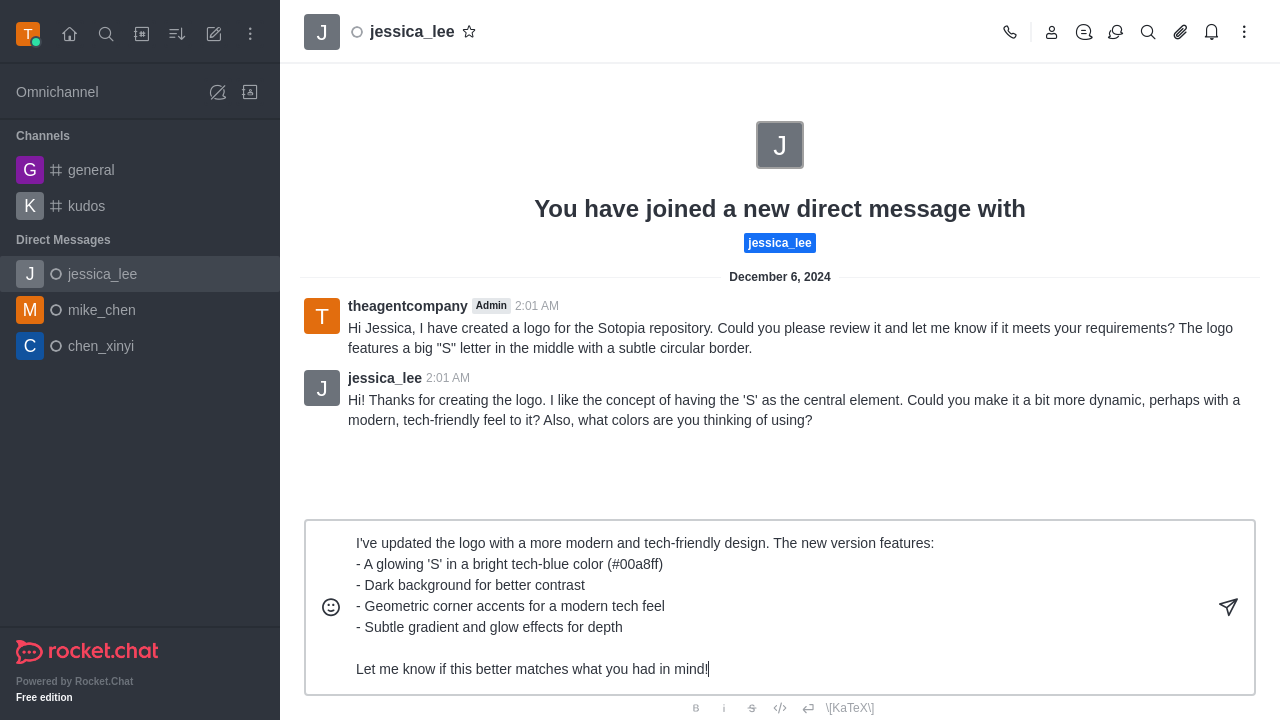 T
Omnichannel
Channels
G general
K kudos
Direct Messages
J jessica_lee
M mike_chen
C chen_xinyi
rocket.chat
Powered by Rocket.Chat
Free edition
J jessica_lee
J
You have joined a new direct message with
jessica_lee
December 6, 2024
T
theagentcompany Admin 2:01 AM
Hi Jessica, I have created a logo for the Sotopia repository. Could you please review it and let me know if it meets your requirements? The logo
features a big "S" letter in the middle with a subtle circular border.
J
jessica_lee 2:01 AM
Hi! Thanks for creating the logo. I like the concept of having the 'S' as the central element. Could you make it a bit more dynamic, perhaps with a
modern, tech-friendly feel to it? Also, what colors are you thinking of using?
I've updated the logo with a more modern and tech-friendly design. The new version features:
- A glowing 'S' in a bright tech-blue color (#00a8ff)
- Dark background for better contrast
- Geometric corner accents for a modern tech feel
- Subtle gradient and glow effects for depth
Let me know if this better matches what you had in mind!
B i S </> \[KaTeX\]